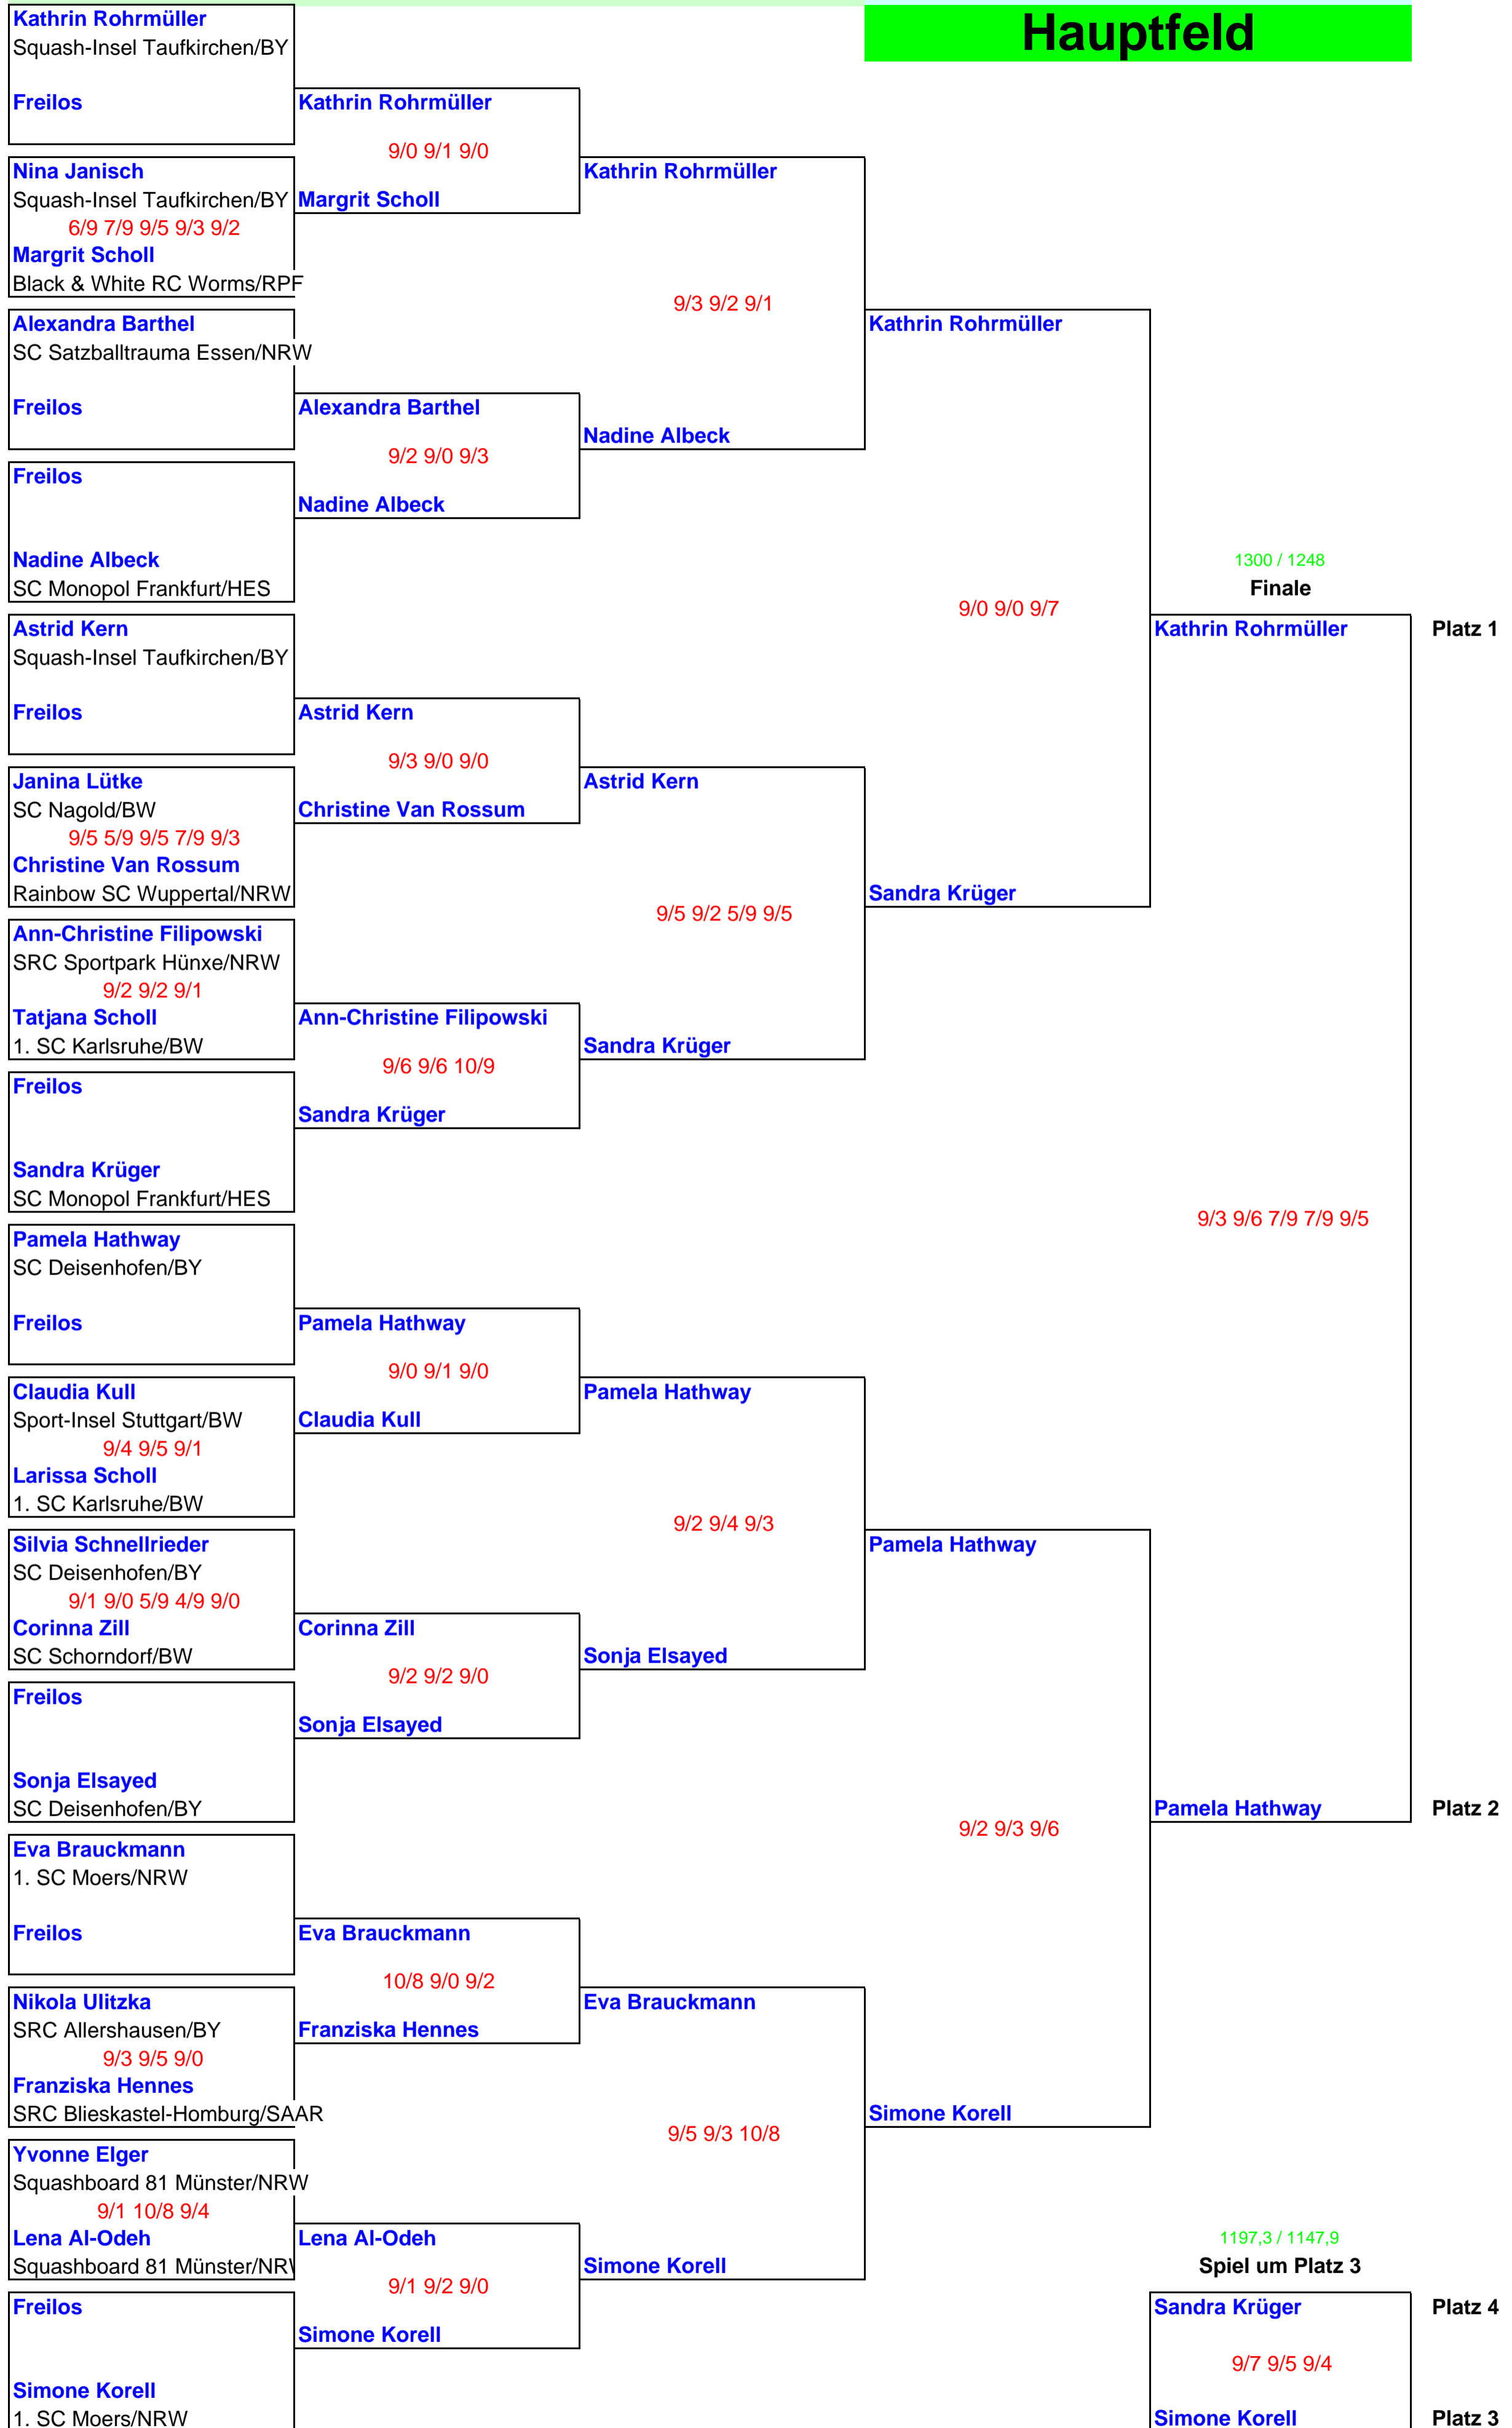 Hauptfeld
Kathrin Rohrmüller
Squash-Insel Taufkirchen/BY
Freilos
Nina Janisch
Squash-Insel Taufkirchen/BY
6/9 7/9 9/5 9/3 9/2
Margrit Scholl
Black & White RC Worms/RPF
Alexandra Barthel
SC Satzballtrauma Essen/NRW
Freilos
Freilos
Nadine Albeck
SC Monopol Frankfurt/HES
Astrid Kern
Squash-Insel Taufkirchen/BY
Freilos
Janina Lütke
SC Nagold/BW
9/5 5/9 9/5 7/9 9/3
Christine Van Rossum
Rainbow SC Wuppertal/NRW
Ann-Christine Filipowski
SRC Sportpark Hünxe/NRW
9/2 9/2 9/1
Tatjana Scholl
1. SC Karlsruhe/BW
Freilos
Sandra Krüger
SC Monopol Frankfurt/HES
Pamela Hathway
SC Deisenhofen/BY
Freilos
Claudia Kull
Sport-Insel Stuttgart/BW
9/4 9/5 9/1
Larissa Scholl
1. SC Karlsruhe/BW
Silvia Schnellrieder
SC Deisenhofen/BY
9/1 9/0 5/9 4/9 9/0
Corinna Zill
SC Schorndorf/BW
Freilos
Sonja Elsayed
SC Deisenhofen/BY
Eva Brauckmann
1. SC Moers/NRW
Freilos
Nikola Ulitzka
SRC Allershausen/BY
9/3 9/5 9/0
Franziska Hennes
SRC Blieskastel-Homburg/SAAR
Yvonne Elger
Squashboard 81 Münster/NRW
9/1 10/8 9/4
Lena Al-Odeh
Squashboard 81 Münster/NRW
Freilos
Simone Korell
1. SC Moers/NRW
Kathrin Rohrmüller
9/0 9/1 9/0
Margrit Scholl
Alexandra Barthel
9/2 9/0 9/3
Nadine Albeck
Astrid Kern
9/3 9/0 9/0
Christine Van Rossum
Ann-Christine Filipowski
9/6 9/6 10/9
Sandra Krüger
Pamela Hathway
9/0 9/1 9/0
Claudia Kull
Corinna Zill
9/2 9/2 9/0
Sonja Elsayed
Eva Brauckmann
10/8 9/0 9/2
Franziska Hennes
Lena Al-Odeh
9/1 9/2 9/0
Simone Korell
Kathrin Rohrmüller
9/3 9/2 9/1
Nadine Albeck
Astrid Kern
9/5 9/2 5/9 9/5
Sandra Krüger
Pamela Hathway
9/2 9/4 9/3
Sonja Elsayed
Eva Brauckmann
9/5 9/3 10/8
Simone Korell
Kathrin Rohrmüller
9/0 9/0 9/7
Sandra Krüger
Pamela Hathway
9/2 9/3 9/6
Simone Korell
1300 / 1248
Finale
Kathrin Rohrmüller Platz 1
9/3 9/6 7/9 7/9 9/5
Pamela Hathway Platz 2
1197,3 / 1147,9
Spiel um Platz 3
Sandra Krüger Platz 4
9/7 9/5 9/4
Simone Korell Platz 3